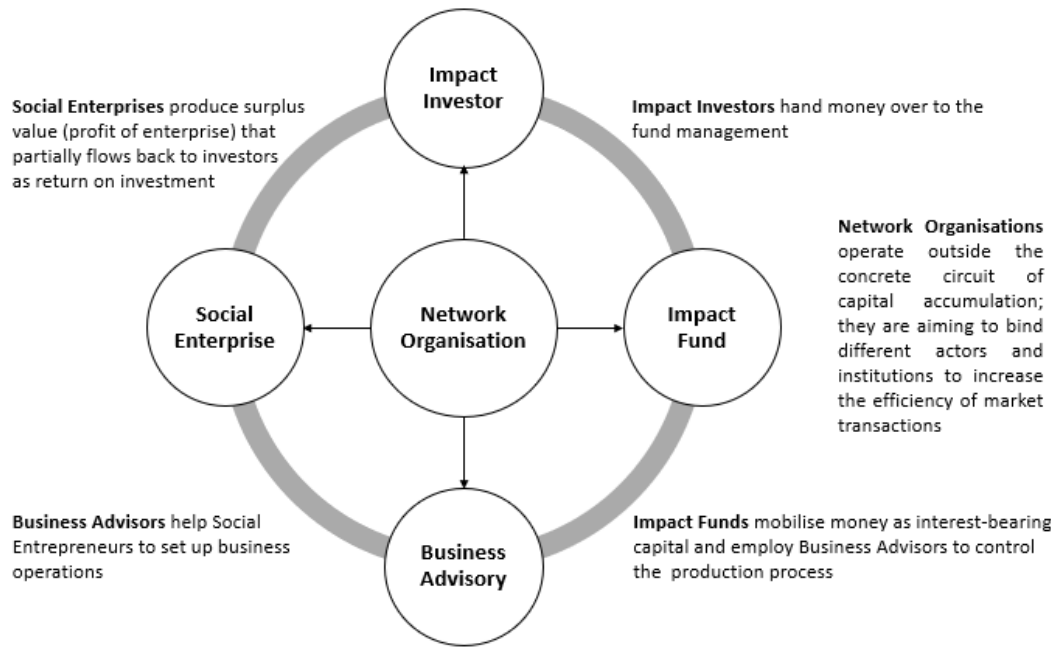 Impact
Investor
Social Enterprises produce surplus
value (profit of enterprise) that
partially flows back to investors
as return on investment
Impact Investors hand money over to the
fund management
Network Organisations
operate outside the
concrete circuit of
capital accumulation;
they are aiming to bind
different actors and
institutions to increase
the efficiency of market
transactions
Social
Enterprise
Network
Organisation
Impact
Fund
Business Advisors help Social
Entrepreneurs to set up business
operations
Business
Advisory
Impact Funds mobilise money as interest-bearing
capital and employ Business Advisors to control
the production process